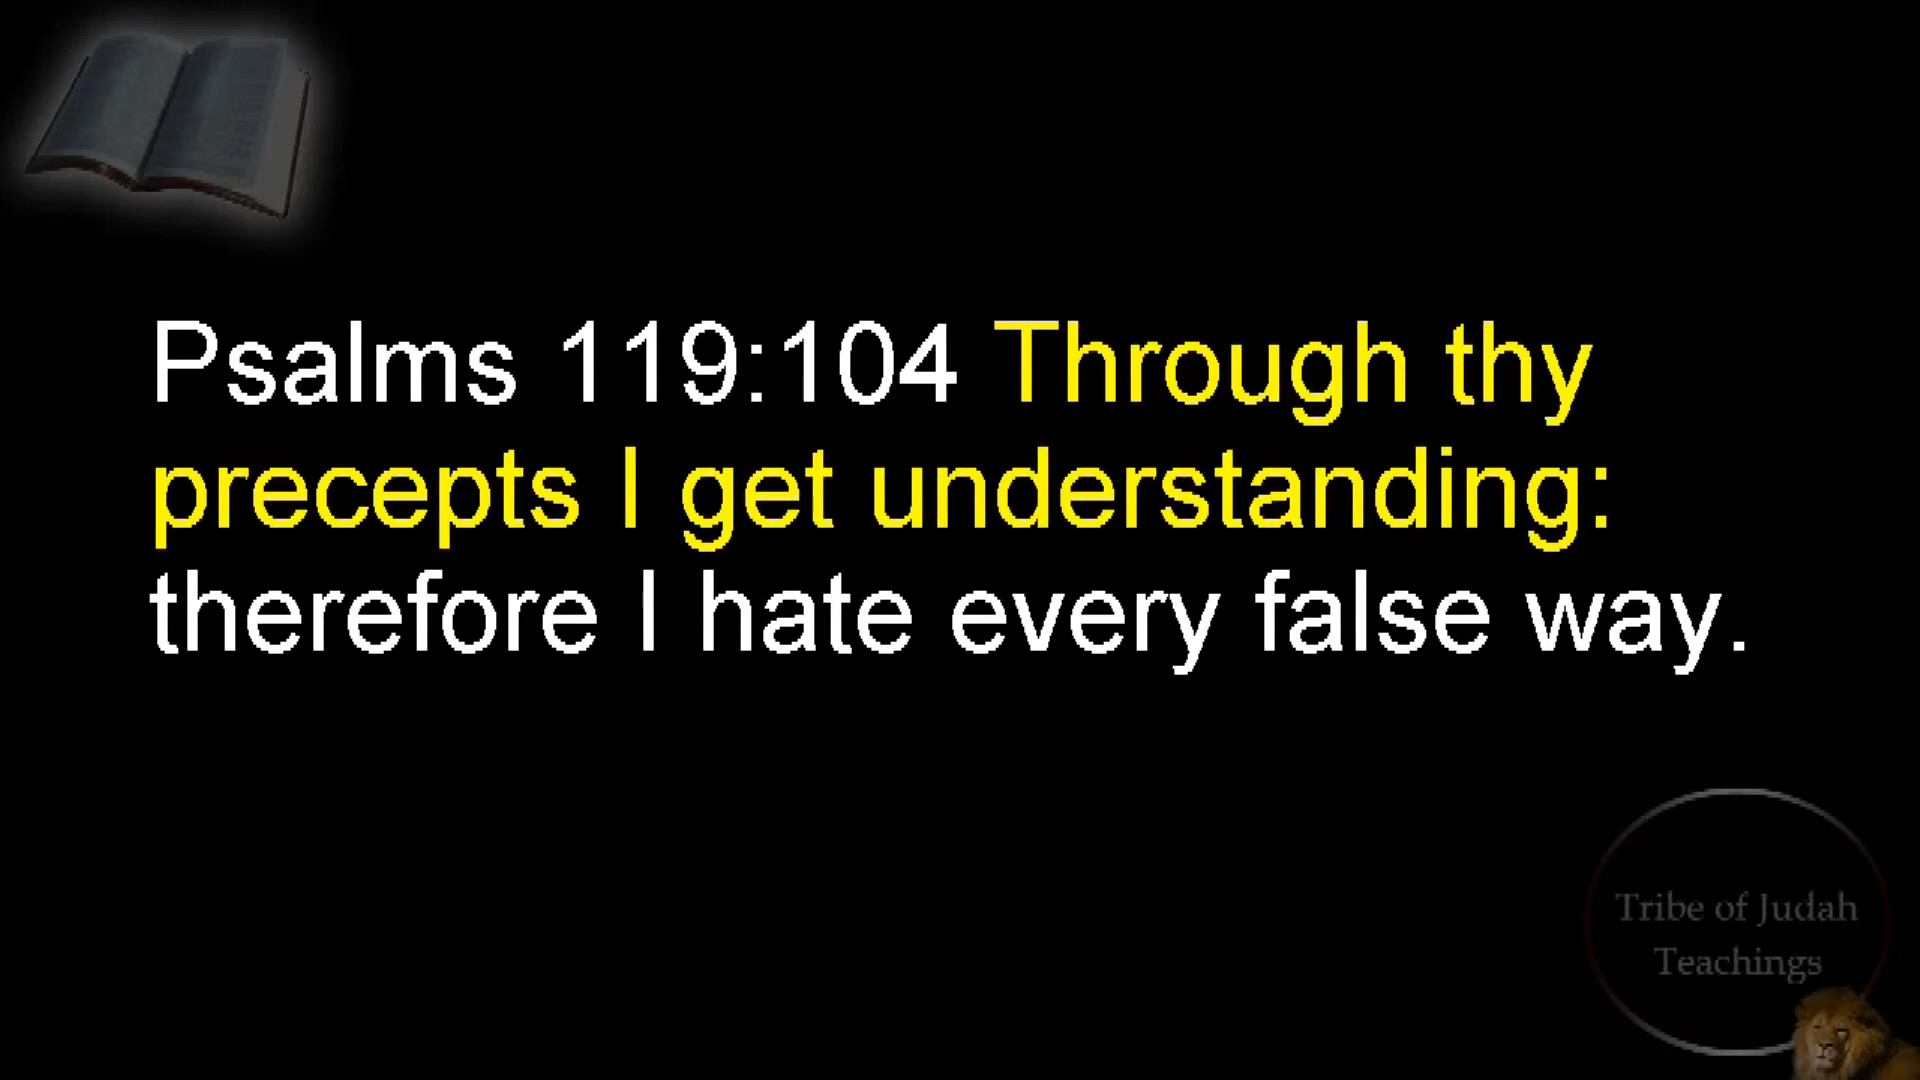 Psalms 119:104 Through thy
precepts I get understanding:
therefore I hate every false way.
Tribe of Judah
Teachings